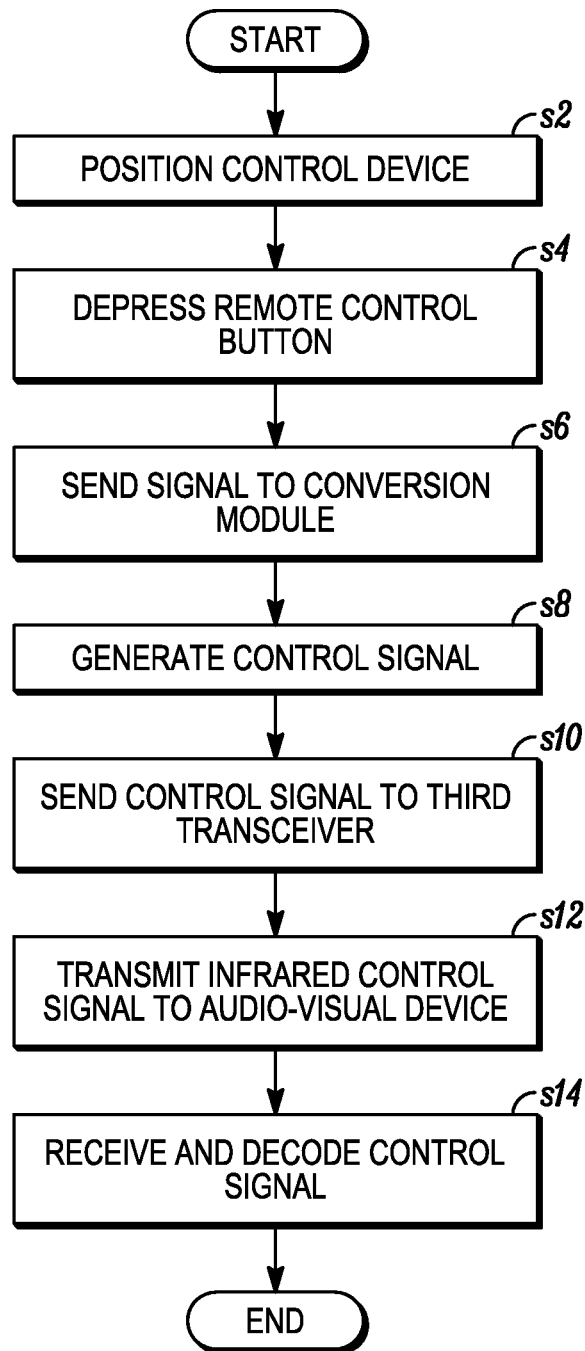 START
s2
POSITION CONTROL DEVICE
s4
DEPRESS REMOTE CONTROL
BUTTON
s6
SEND SIGNAL TO CONVERSION
MODULE
s8
GENERATE CONTROL SIGNAL
s10
SEND CONTROL SIGNAL TO THIRD
TRANSCEIVER
s12
TRANSMIT INFRARED CONTROL
SIGNAL TO AUDIO-VISUAL DEVICE
s14
RECEIVE AND DECODE CONTROL
SIGNAL
END